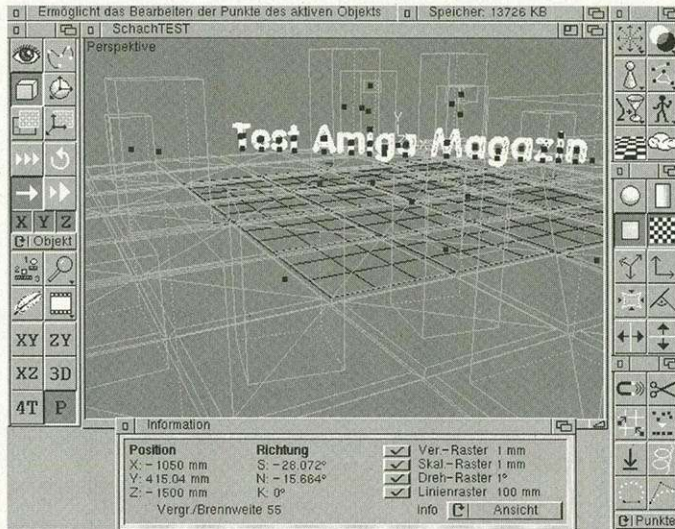 Ermöglicht das Bearbeiten der Punkte des aktiven Objekts
Speicher: 13726 KB
SchachTEST
Perspektive
Test Amiga Magazin
Y
X Y Z
Objekt
XY ZY
XZ 3D
4T P
Information
Position
X: -1050 mm
Y: 415.04 mm
Z: -1500 mm
Richtung
S: -28.072°
N: -15.664°
K: 0°
Vergr./Brennweite 55
Ver.-Raster 1 mm
Skal.-Raster 1 mm
Dreh-Raster 1°
Linienraster 100 mm
Info Ansicht
Punkte